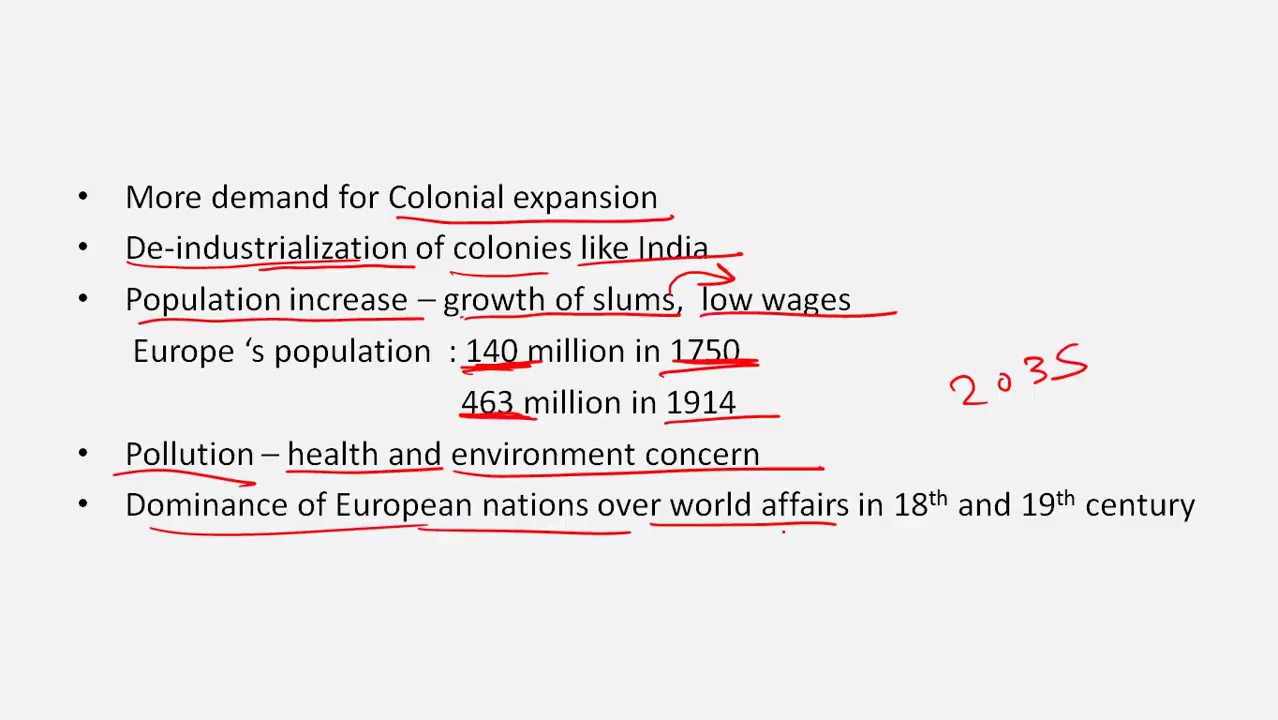 • More demand for Colonial expansion
• De-industrialization of colonies like India
• Population increase – growth of slums, low wages
Europe ‘s population : 140 million in 1750
463 million in 1914
2035
• Pollution – health and environment concern
• Dominance of European nations over world affairs in 18th and 19th century